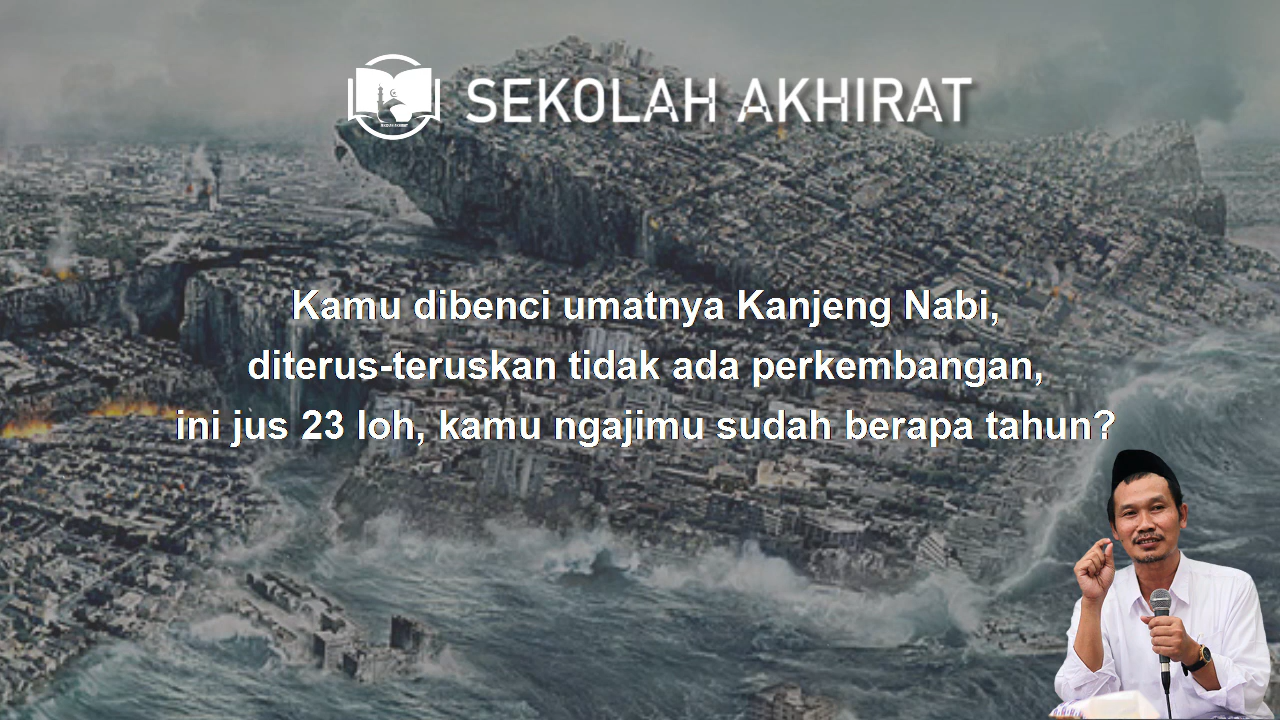 SEKOLAH AKHIRAT
Kamu dibenci umatnya Kanjeng Nabi,
diterus-teruskan tidak ada perkembangan,
ini jus 23 loh, kamu ngajimu sudah berapa tahun?